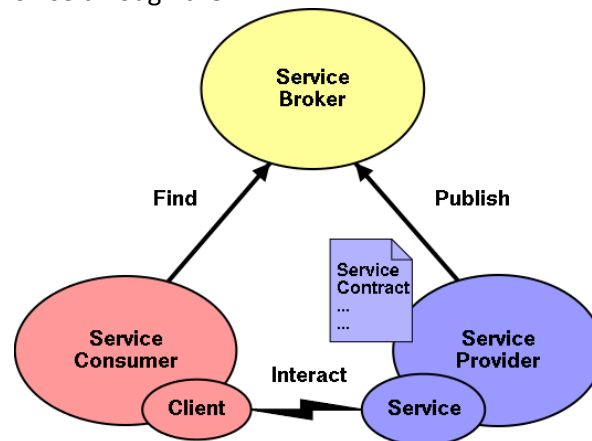 Service
Broker
Find
Publish
Service
Contract
...
...
Service
Consumer
Service
Provider
Interact
Client
Service